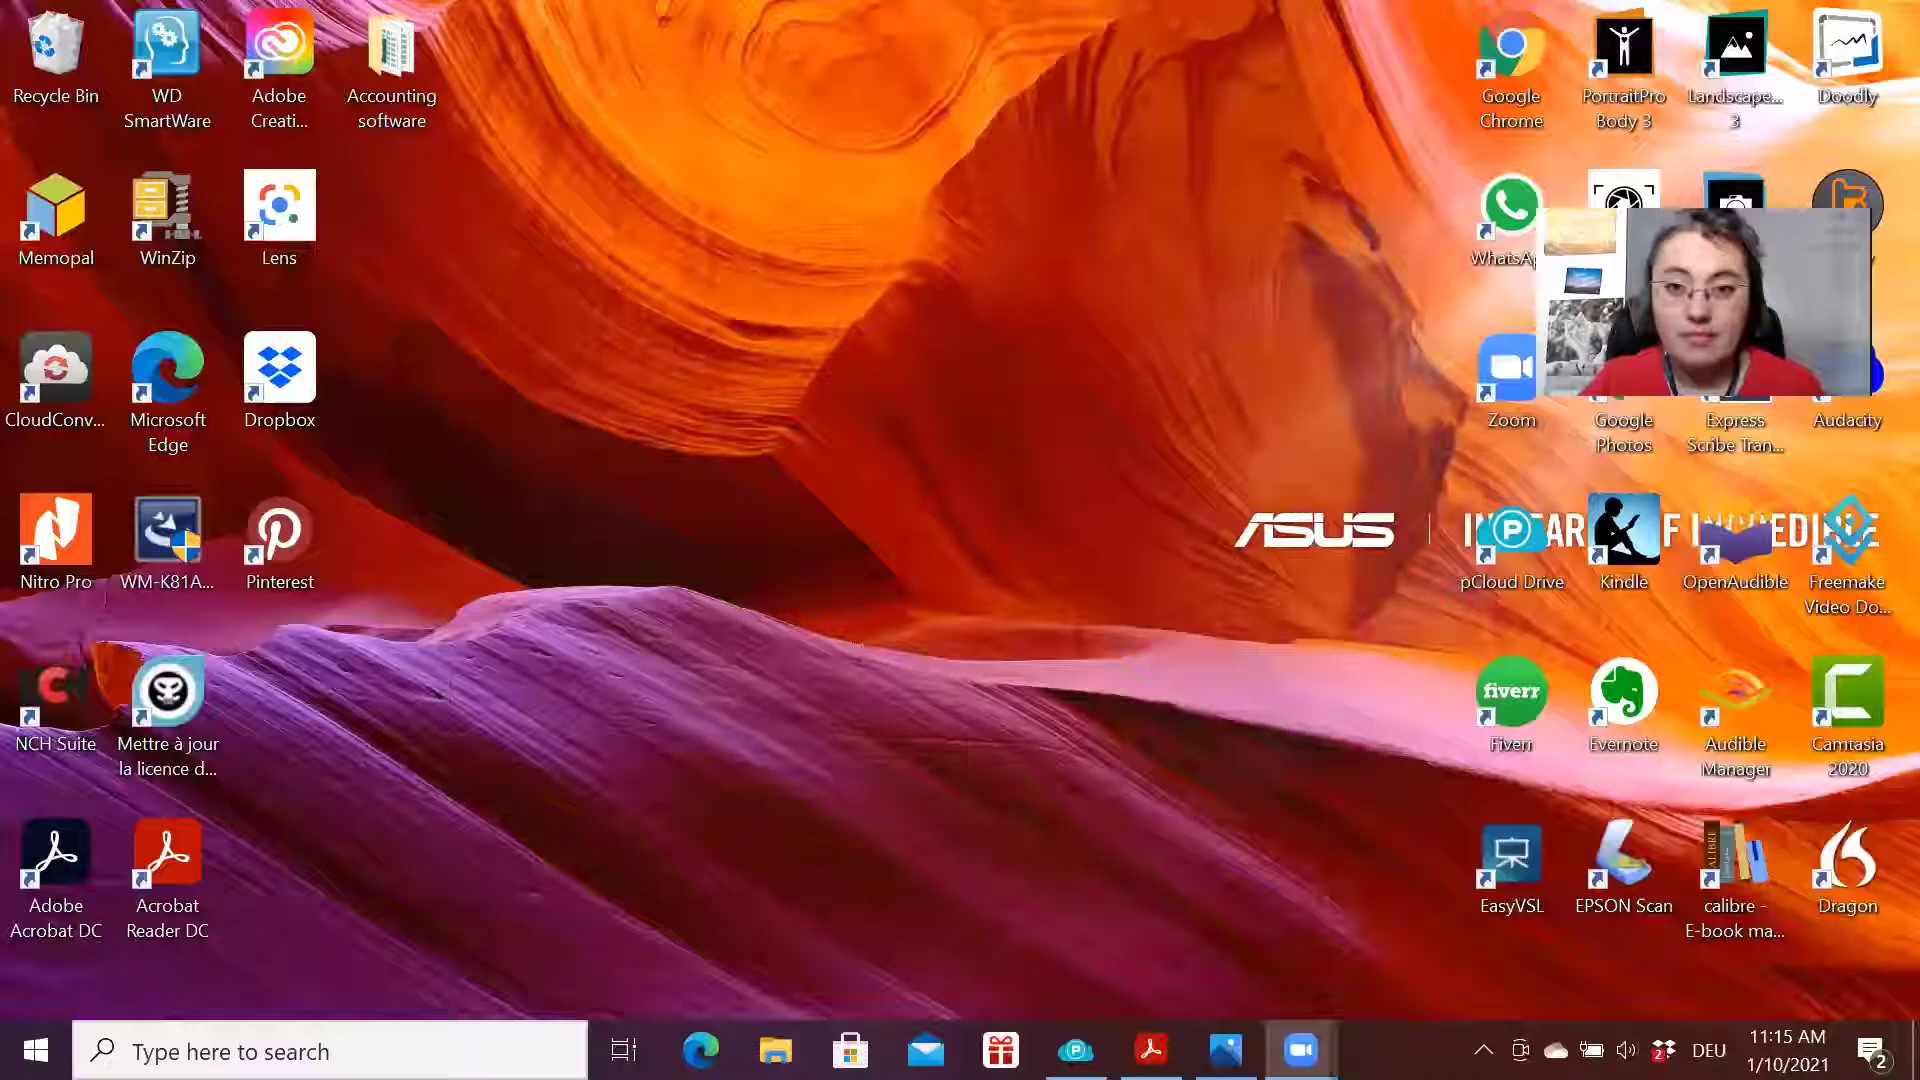 Recycle Bin
WD
SmartWare
Adobe
Creati...
Accounting
software
Google
Chrome
PortraitPro
Body 3
Landscape...
3
Doodly
Memopal
WinZip
Lens
WhatsAp
CloudConv...
Microsoft
Edge
Dropbox
Zoom
Google
Photos
Express
Scribe Tran...
Audacity
ASUS
Nitro Pro
WM-K81A...
Pinterest
pCloud Drive
Kindle
OpenAudible
Freemake
Video Do...
NCH Suite
Mettre à jour
la licence d...
fiverr
Fiverr
Evernote
Audible
Manager
Camtasia
2020
Adobe
Acrobat DC
Acrobat
Reader DC
EasyVSL
EPSON Scan
CALIBRE
calibre -
E-book ma...
Dragon
Type here to search
2
DEU
11:15 AM
1/10/2021
2